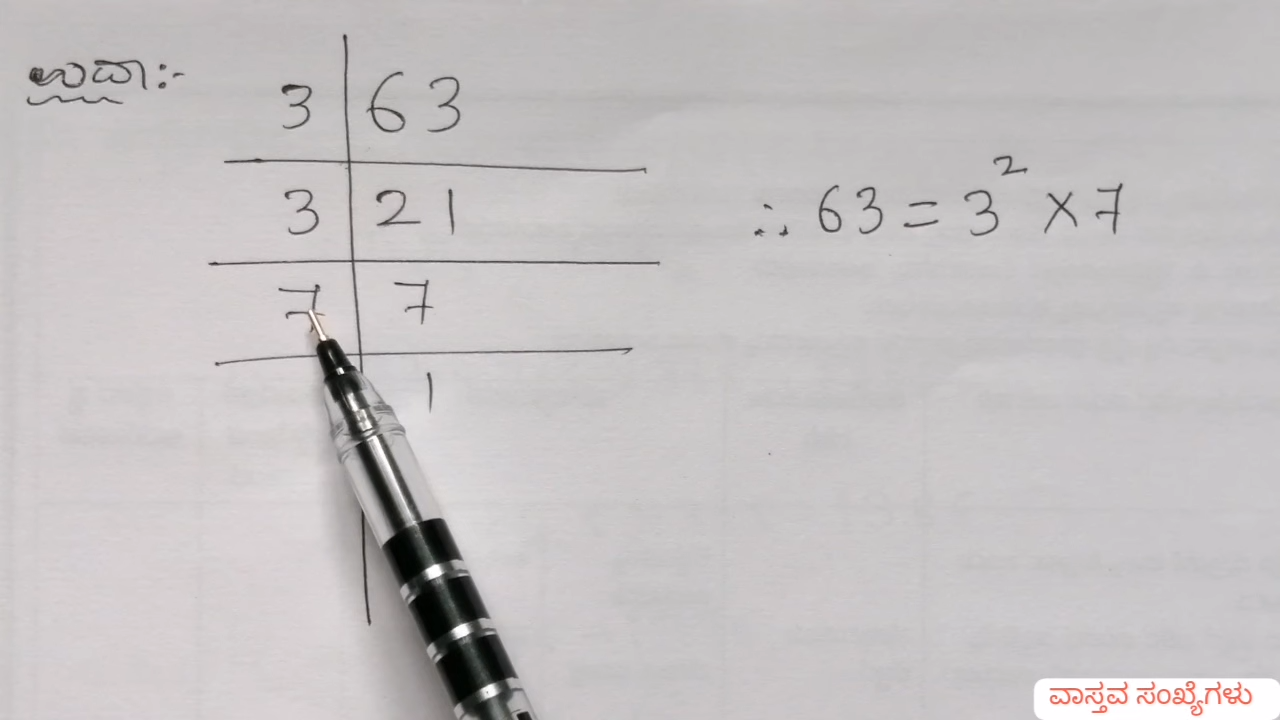 ಉದಾ:-
3 | 63
3 | 21
7 | 7
1
∴ 63 = 3² × 7
ವಾಸ್ತವ ಸಂಖ್ಯೆಗಳು